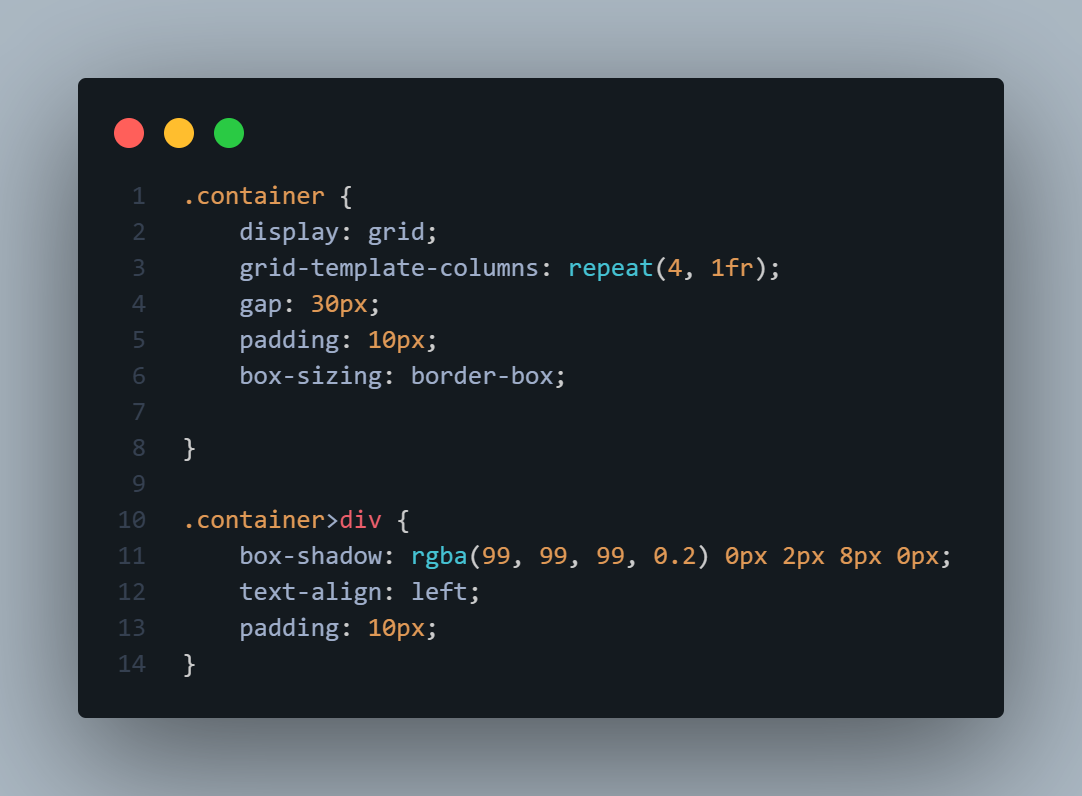 1 .container {
2     display: grid;
3     grid-template-columns: repeat(4, 1fr);
4     gap: 30px;
5     padding: 10px;
6     box-sizing: border-box;
7
8 }
9
10 .container>div {
11     box-shadow: rgba(99, 99, 99, 0.2) 0px 2px 8px 0px;
12     text-align: left;
13     padding: 10px;
14 }